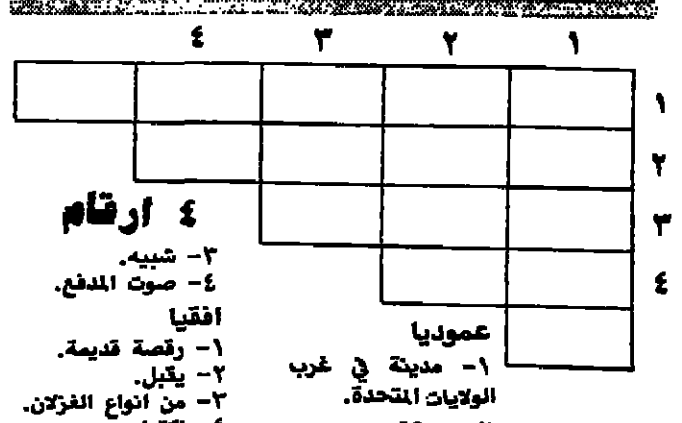 ٤ ٣ ٢ ١
١
٢
٣
٤
٤ ارقام
عموديا
١- مدينة في غرب
الولايات المتحدة.
٣- شبيه.
٤- صوت المدفع.
افقيا
١- رقصة قديمة.
٢- يقبل.
٣- من انواع الغزلان.